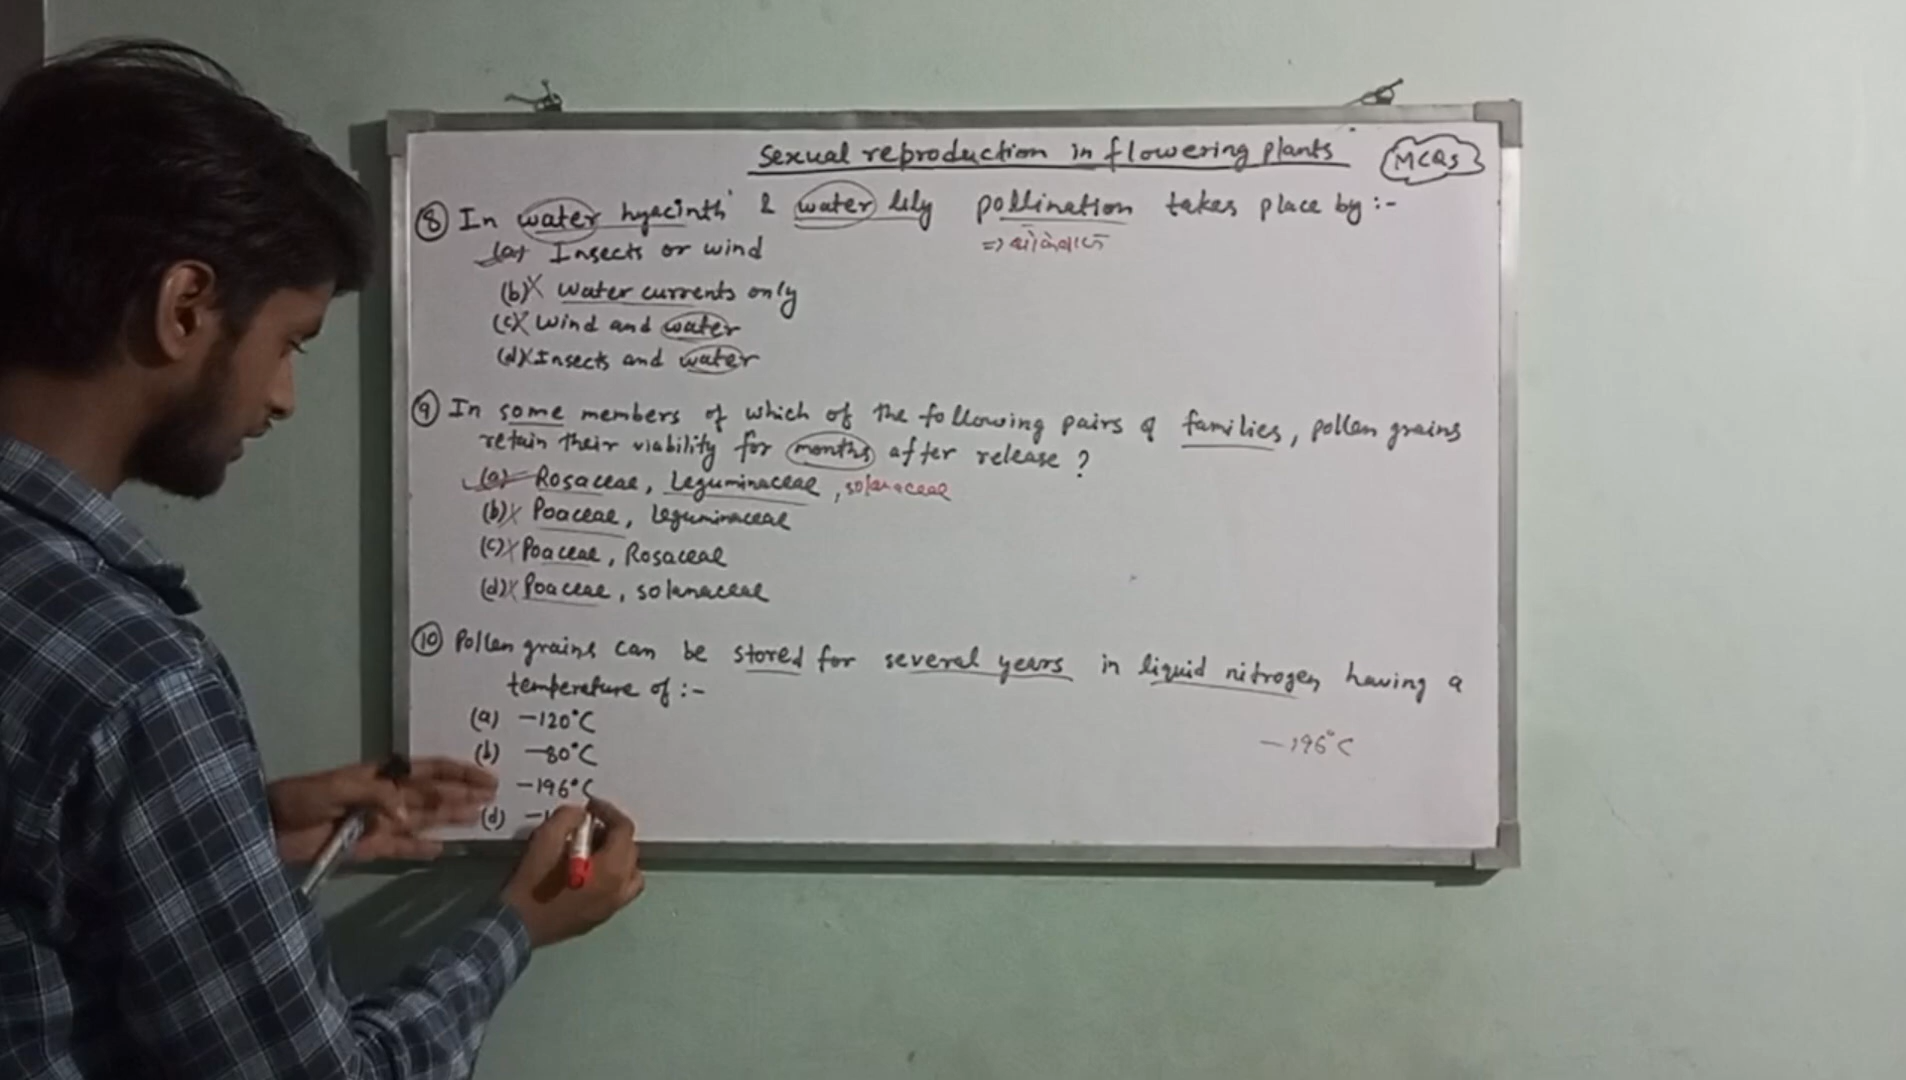 Sexual reproduction in flowering plants MCQs
8 In water hyacinth & water lily pollination takes place by :-
(a) Insects or wind
(b) Water currents only
(c) Wind and water
(d) Insects and water
9 In some members of which of the following pairs of families, pollen grains
retain their viability for months after release ?
(a) Rosaceae, Leguminaceae , solanaceae
(b) Poaceae, Leguminaceae
(c) Poaceae, Rosaceae
(d) Poaceae, solanaceae
10 Pollen grains can be stored for several years in liquid nitrogen having a
temperature of :-
(a) -120°C
(b) -80°C
-196°C
-196°C
(d)